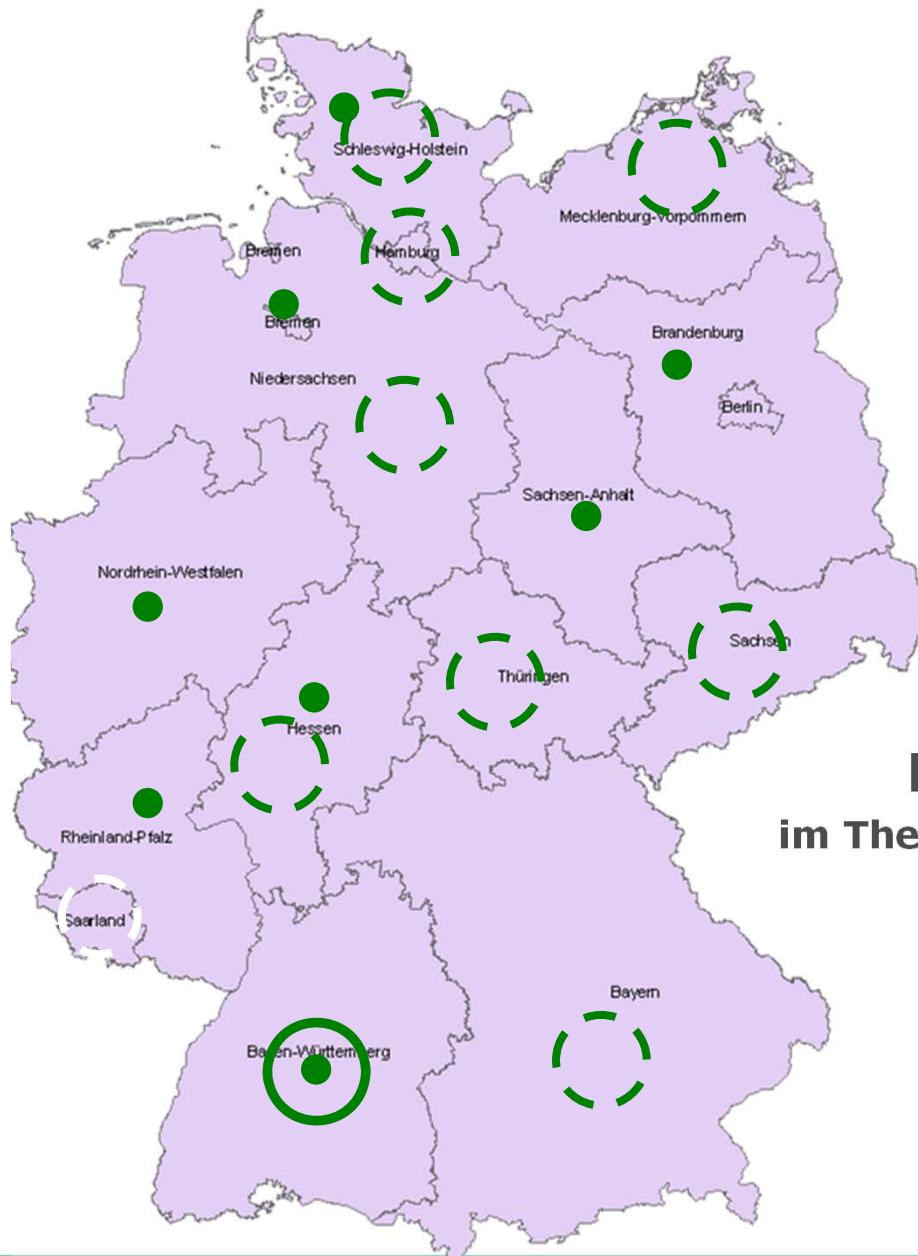 Schleswig-Holstein
Mecklenburg-Vorpommern
Bremen
Hamburg
Bremen
Brandenburg
Niedersachsen
Berlin
Sachsen-Anhalt
Nordrhein-Westfalen
Sachsen
Thüringen
Hessen
im The
Rheinland-Pfalz
Saarland
Bayern
Baden-Württemberg